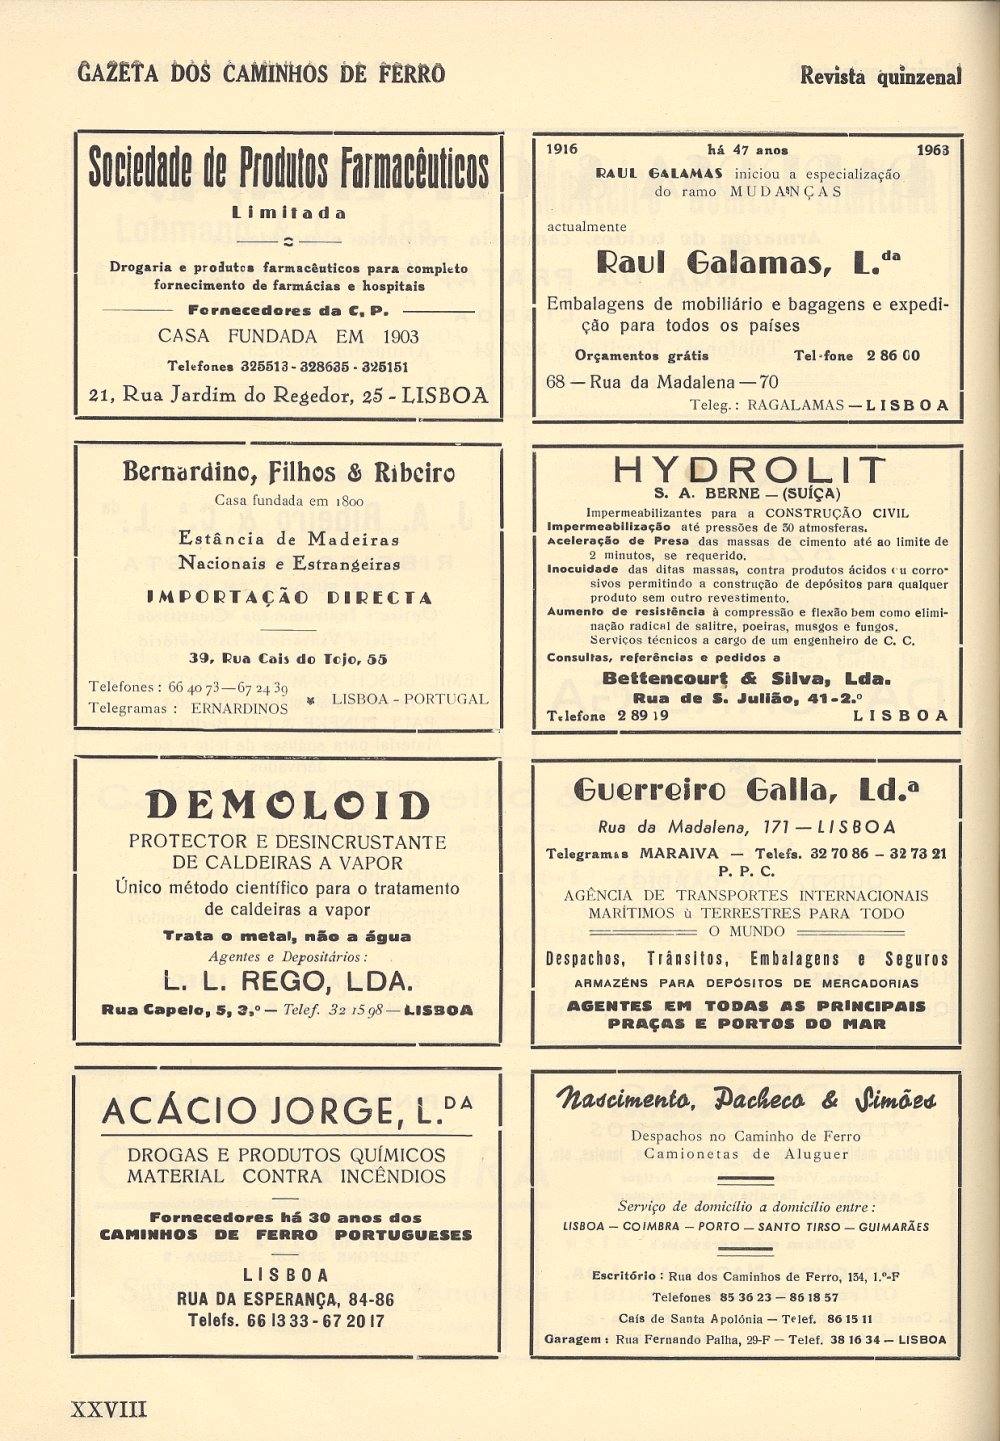 GAZETA DOS CAMINHOS DE FERRO
Revista quinzenal
Sociedade de Produtos Farmacêuticos
Limitada
Drogaria e produtos farmacêuticos para completo
fornecimento de farmácias e hospitais
Fornecedores da C. P.
CASA FUNDADA EM 1903
Telefones 325513 - 328635 - 325151
21, Rua Jardim do Regedor, 25 - LISBOA
1916 há 47 anos 1963
RAUL GALAMAS iniciou a especialização
do ramo MUDANÇAS
actualmente
Raul Galamas, L.da
Embalagens de mobiliário e bagagens e expedi-
ção para todos os países
Orçamentos grátis Tel-fone 2 86 00
68 — Rua da Madalena — 70
Teleg.: RAGALAMAS — LISBOA
Bernardino, Filhos & Ribeiro
Casa fundada em 1800
Estância de Madeiras
Nacionais e Estrangeiras
IMPORTAÇÃO DIRECTA
39, Rua Cais do Tojo, 55
Telefones : 66 40 73 — 67 24 39
Telegramas : ERNARDINOS * LISBOA - PORTUGAL
HYDROLIT
S. A. BERNE — (SUÍÇA)
Impermeabilizantes para a CONSTRUÇÃO CIVIL
Impermeabilização até pressões de 30 atmosferas.
Aceleração de Presa das massas de cimento até ao limite de
2 minutos, se requerido.
Inocuidade das ditas massas, contra produtos ácidos ou corro-
sivos permitindo a construção de depósitos para qualquer
produto sem outro revestimento.
Aumento de resistência à compressão e flexão bem como elimi-
nação radical de salitre, poeiras, musgos e fungos.
Serviços técnicos a cargo de um engenheiro de C. C.
Consultas, referências e pedidos a
Bettencourt & Silva, Lda.
Rua de S. Julião, 41-2.º
Telefone 2 89 19 LISBOA
DEMOLOID
PROTECTOR E DESINCRUSTANTE
DE CALDEIRAS A VAPOR
Único método científico para o tratamento
de caldeiras a vapor
Trata o metal, não a água
Agentes e Depositários :
L. L. REGO, LDA.
Rua Capelo, 5, 3,º — Telef. 32 15 98 — LISBOA
Guerreiro Galla, Ld.ª
Rua da Madalena, 171 — LISBOA
Telegramas MARAIVA — Telefs. 32 70 86 – 32 73 21
P. P. C.
AGÊNCIA DE TRANSPORTES INTERNACIONAIS
MARÍTIMOS ù TERRESTRES PARA TODO
O MUNDO
Despachos, Trânsitos, Embalagens e Seguros
ARMAZÉNS PARA DEPÓSITOS DE MERCADORIAS
AGENTES EM TODAS AS PRINCIPAIS
PRAÇAS E PORTOS DO MAR
ACÁCIO JORGE, L.DA
DROGAS E PRODUTOS QUÍMICOS
MATERIAL CONTRA INCÊNDIOS
Fornecedores há 30 anos dos
CAMINHOS DE FERRO PORTUGUESES
LISBOA
RUA DA ESPERANÇA, 84-86
Telefs. 66 13 33 - 67 20 17
Nascimento, Pacheco & Simões
Despachos no Caminho de Ferro
Camionetas de Aluguer
Serviço de domicílio a domicílio entre :
LISBOA — COIMBRA — PORTO — SANTO TIRSO — GUIMARÃES
Escritório : Rua dos Caminhos de Ferro, 134, 1.º-F
Telefones 85 36 23 — 86 18 57
Cais de Santa Apolónia — Telef. 86 15 11
Garagem : Rua Fernando Palha, 29-F — Telef. 38 16 34 — LISBOA
XXVIII